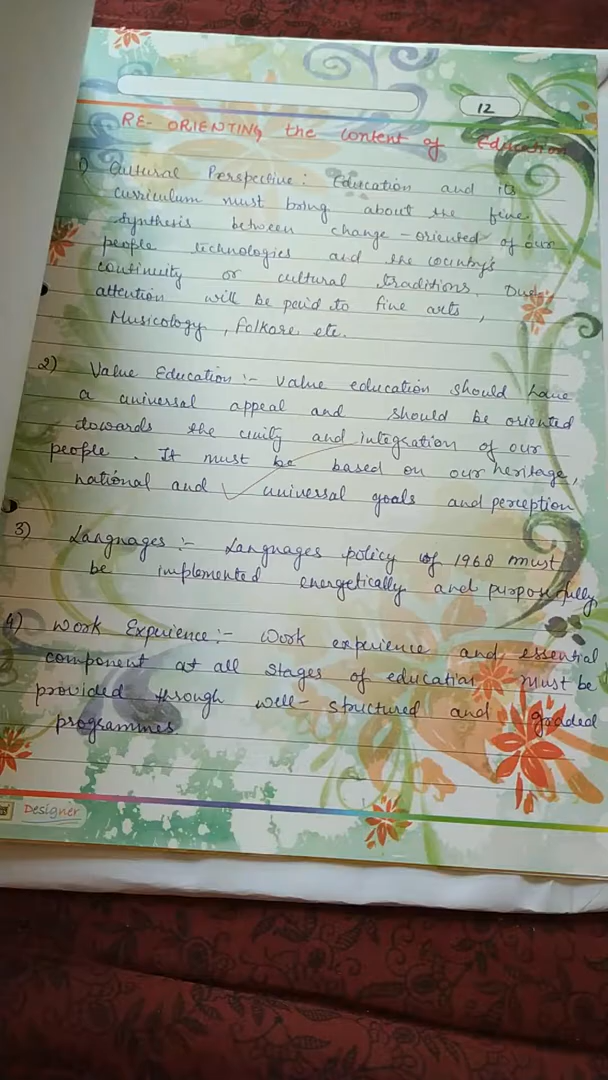 12
RE-ORIENTING the content of Education
1) Cultural Perspective: Education and its
curriculum must bring about the fine
synthesis between change-oriented of our
people technologies and the country's
continuity or cultural traditions. Due
attention will be paid to fine arts,
Musicology, folkore etc.
2) Value Education:- Value education should have
a universal appeal and should be oriented
towards the unity and integration of our
people. It must be based on our heritage,
national and universal goals and perception
3) Languages:- Languages policy of 1968 must
be implemented energetically and purposefully
4) Work Experience:- Work experience and essential
component at all stages of education must be
provided through well-structured and graded
programmes
Designer